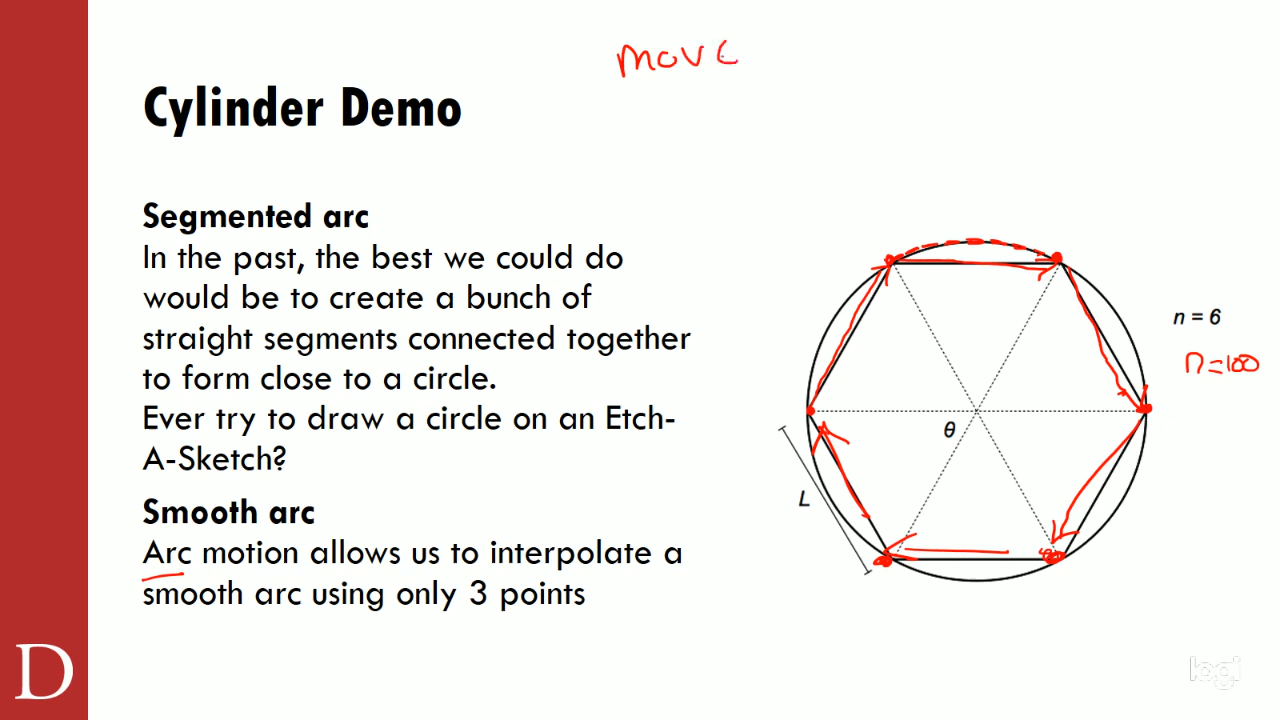 move
Cylinder Demo
Segmented arc
In the past, the best we could do
would be to create a bunch of
straight segments connected together
to form close to a circle.
Ever try to draw a circle on an Etch-
A-Sketch?
Smooth arc
Arc motion allows us to interpolate a
smooth arc using only 3 points
n = 6
n=100
θ
L
D
logi